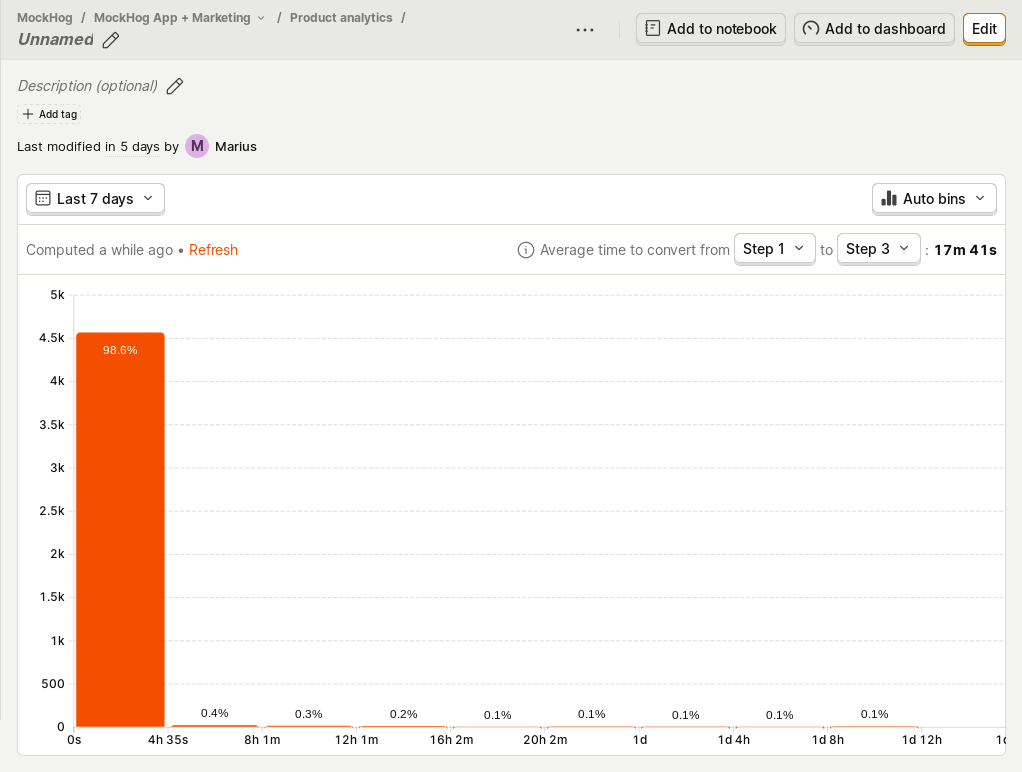 MockHog / MockHog App + Marketing / Product analytics /
Unnamed
Add to notebook
Add to dashboard
Edit
Description (optional)
Add tag
Last modified in 5 days by M Marius
Last 7 days
Auto bins
Computed a while ago • Refresh
Average time to convert from Step 1 to Step 3 : 17m 41s
5k
4.5k
4k
3.5k
3k
2.5k
2k
1.5k
1k
500
0
98.6%
0.4%
0.3%
0.2%
0.1%
0.1%
0.1%
0.1%
0.1%
0s 4h 35s 8h 1m 12h 1m 16h 2m 20h 2m 1d 1d 4h 1d 8h 1d 12h